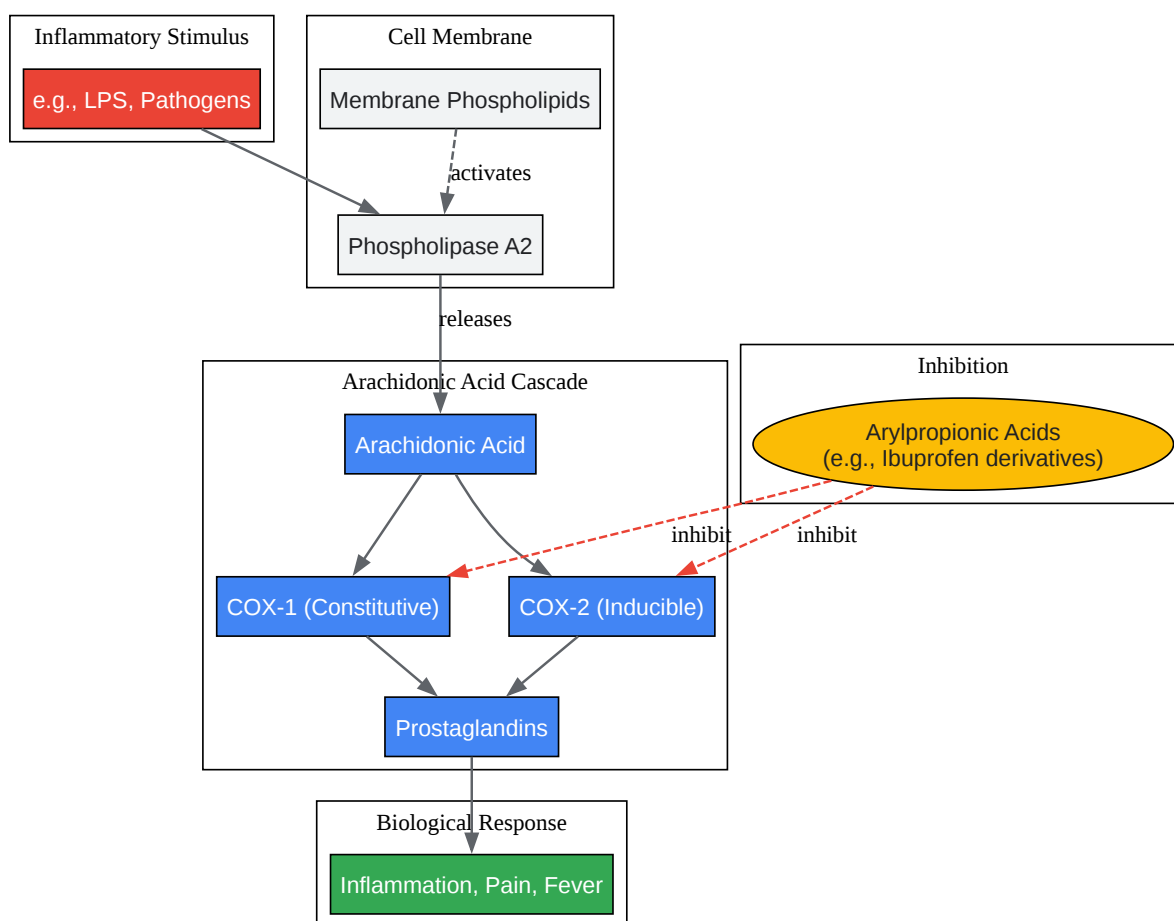 Inflammatory Stimulus
e.g., LPS, Pathogens
Cell Membrane
Membrane Phospholipids
activates
Phospholipase A2
releases
Arachidonic Acid Cascade
Arachidonic Acid
Inhibition
Arylpropionic Acids
(e.g., Ibuprofen derivatives)
inhibit
inhibit
COX-1 (Constitutive)
COX-2 (Inducible)
Prostaglandins
Biological Response
Inflammation, Pain, Fever